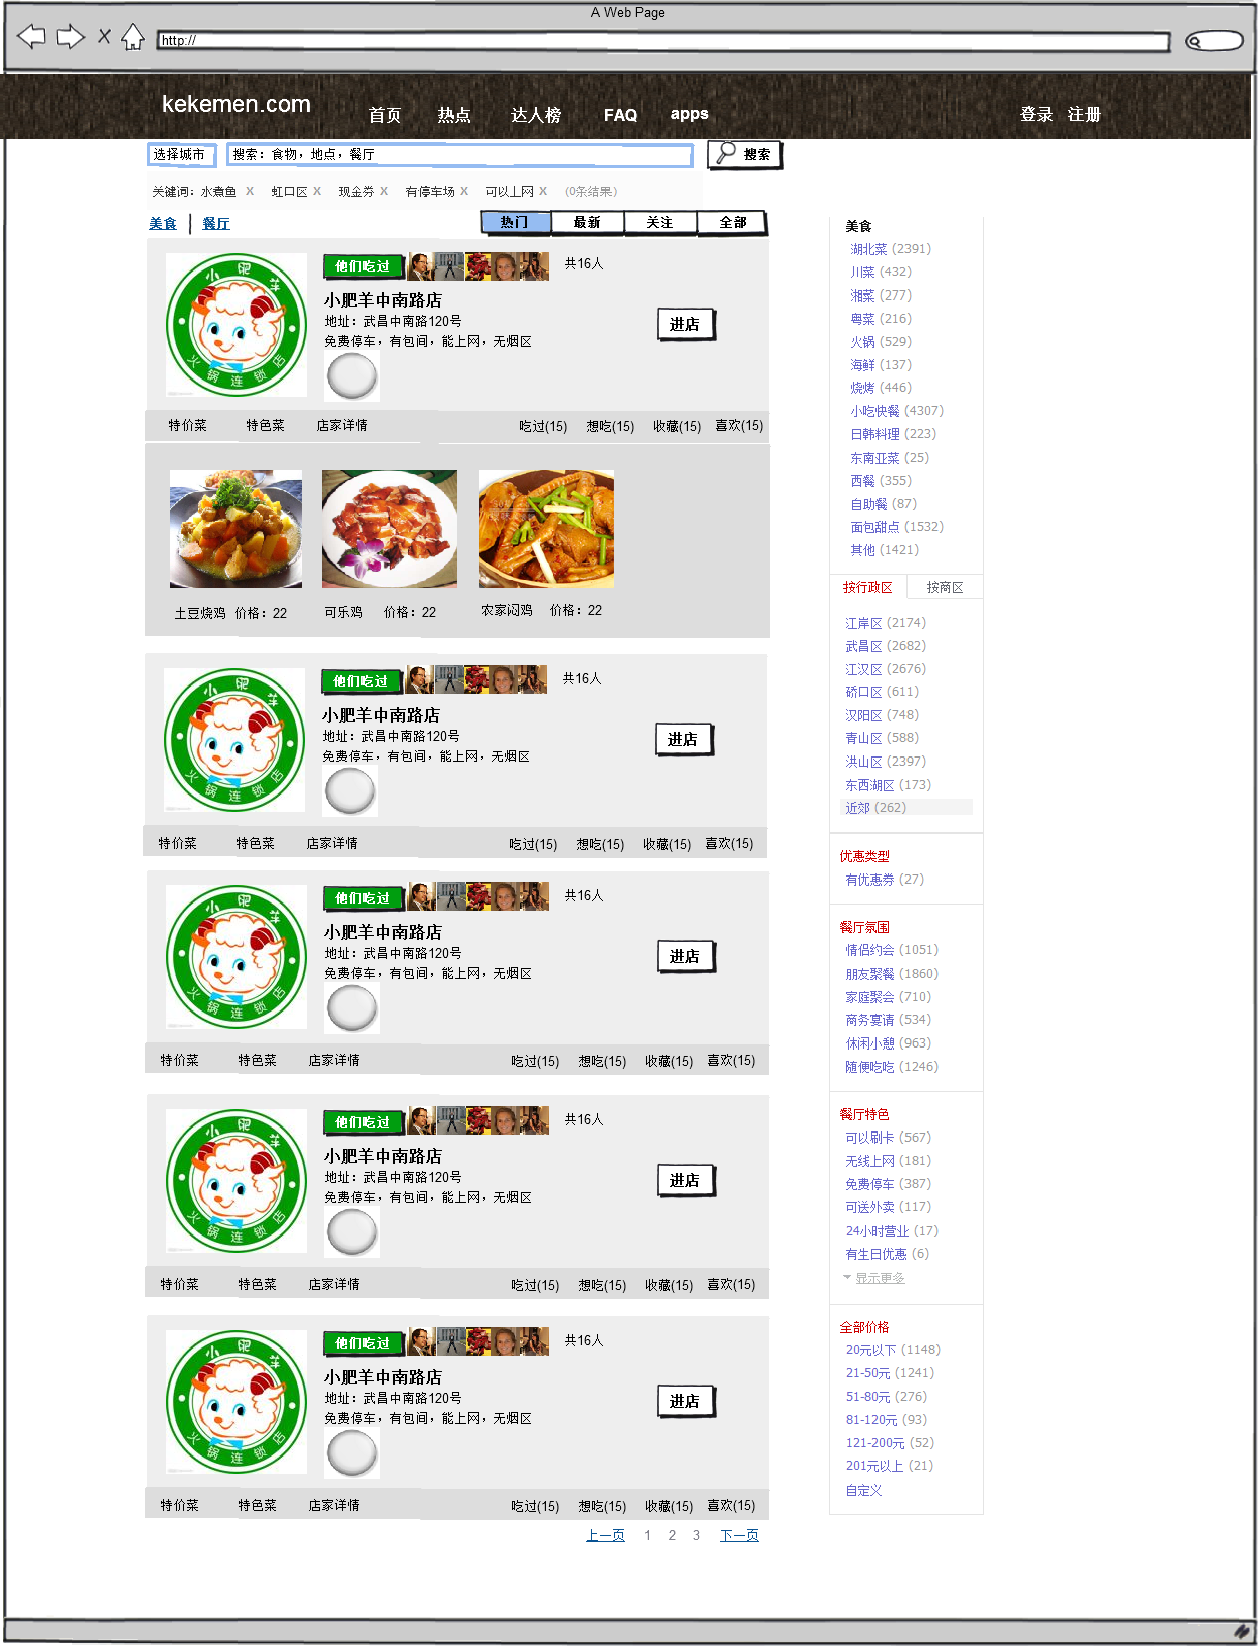 A Web Page
http://
kekemen.com 首页 热点 达人榜 FAQ apps 登录 注册
选择城市 搜索：食物，地点，餐厅 搜索
关键词：水煮鱼 X 虹口区 X 现金券 X 有停车场 X 可以上网 X (0条结果)
美食 | 餐厅 热门 最新 关注 全部
他们吃过 共16人
小肥羊中南路店
地址：武昌中南路120号
免费停车，有包间，能上网，无烟区
进店
小肥羊
火锅连锁店
特价菜 特色菜 店家详情 吃过(15) 想吃(15) 收藏(15) 喜欢(15)
土豆烧鸡 价格：22 可乐鸡 价格：22 农家闷鸡 价格：22
他们吃过 共16人
小肥羊中南路店
地址：武昌中南路120号
免费停车，有包间，能上网，无烟区
进店
小肥羊
火锅连锁店
特价菜 特色菜 店家详情 吃过(15) 想吃(15) 收藏(15) 喜欢(15)
他们吃过 共16人
小肥羊中南路店
地址：武昌中南路120号
免费停车，有包间，能上网，无烟区
进店
小肥羊
火锅连锁店
特价菜 特色菜 店家详情 吃过(15) 想吃(15) 收藏(15) 喜欢(15)
他们吃过 共16人
小肥羊中南路店
地址：武昌中南路120号
免费停车，有包间，能上网，无烟区
进店
小肥羊
火锅连锁店
特价菜 特色菜 店家详情 吃过(15) 想吃(15) 收藏(15) 喜欢(15)
他们吃过 共16人
小肥羊中南路店
地址：武昌中南路120号
免费停车，有包间，能上网，无烟区
进店
小肥羊
火锅连锁店
特价菜 特色菜 店家详情 吃过(15) 想吃(15) 收藏(15) 喜欢(15)
上一页 1 2 3 下一页
美食
湖北菜 (2391)
川菜 (432)
湘菜 (277)
粤菜 (216)
火锅 (529)
海鲜 (137)
烧烤 (446)
小吃快餐 (4307)
日韩料理 (223)
东南亚菜 (25)
西餐 (355)
自助餐 (87)
面包甜点 (1532)
其他 (1421)
按行政区 按商区
江岸区 (2174)
武昌区 (2682)
江汉区 (2676)
硚口区 (611)
汉阳区 (748)
青山区 (588)
洪山区 (2397)
东西湖区 (173)
近郊 (262)
优惠类型
有优惠券 (27)
餐厅氛围
情侣约会 (1051)
朋友聚餐 (1860)
家庭聚会 (710)
商务宴请 (534)
休闲小憩 (963)
随便吃吃 (1246)
餐厅特色
可以刷卡 (567)
无线上网 (181)
免费停车 (387)
可送外卖 (117)
24小时营业 (17)
有生日优惠 (6)
显示更多
全部价格
20元以下 (1148)
21-50元 (1241)
51-80元 (276)
81-120元 (93)
121-200元 (52)
201元以上 (21)
自定义